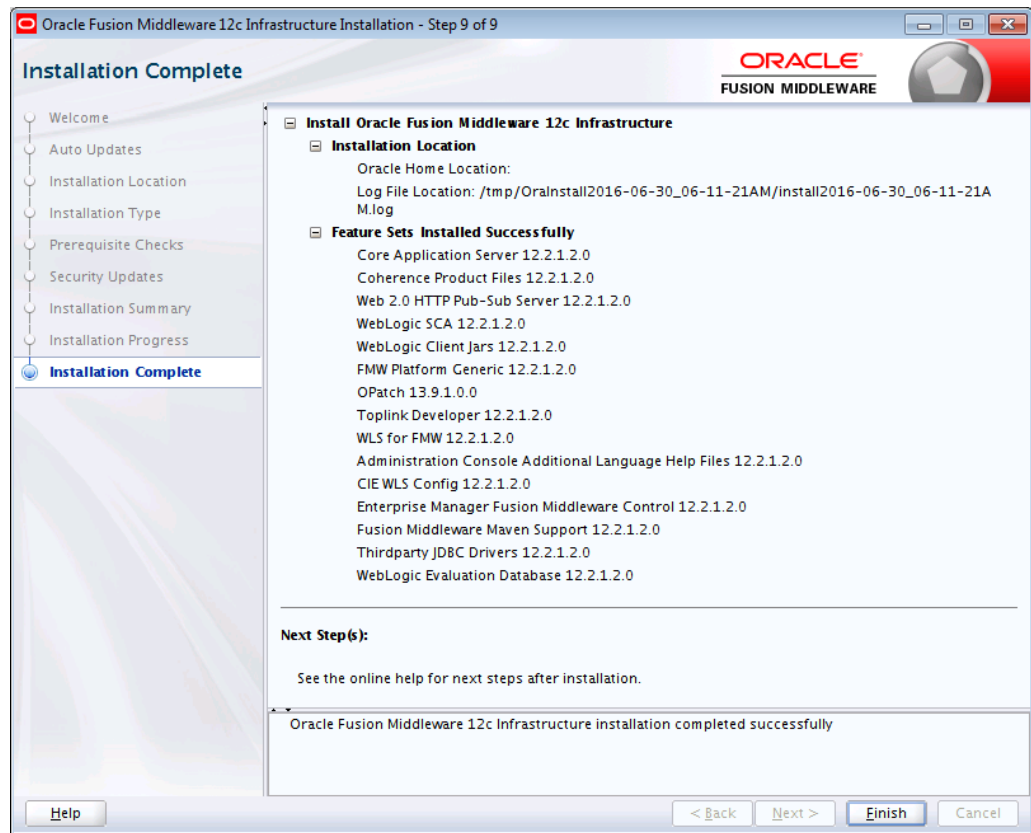 Oracle Fusion Middleware 12c Infrastructure Installation - Step 9 of 9
Installation Complete
ORACLE®
FUSION MIDDLEWARE
Welcome
Auto Updates
Installation Location
Installation Type
Prerequisite Checks
Security Updates
Installation Summary
Installation Progress
Installation Complete
Install Oracle Fusion Middleware 12c Infrastructure
Installation Location
Oracle Home Location:
Log File Location: /tmp/OraInstall2016-06-30_06-11-21AM/install2016-06-30_06-11-21A
M.log
Feature Sets Installed Successfully
Core Application Server 12.2.1.2.0
Coherence Product Files 12.2.1.2.0
Web 2.0 HTTP Pub-Sub Server 12.2.1.2.0
WebLogic SCA 12.2.1.2.0
WebLogic Client Jars 12.2.1.2.0
FMW Platform Generic 12.2.1.2.0
OPatch 13.9.1.0.0
Toplink Developer 12.2.1.2.0
WLS for FMW 12.2.1.2.0
Administration Console Additional Language Help Files 12.2.1.2.0
CIE WLS Config 12.2.1.2.0
Enterprise Manager Fusion Middleware Control 12.2.1.2.0
Fusion Middleware Maven Support 12.2.1.2.0
Thirdparty JDBC Drivers 12.2.1.2.0
WebLogic Evaluation Database 12.2.1.2.0
Next Step(s):
See the online help for next steps after installation.
Oracle Fusion Middleware 12c Infrastructure installation completed successfully
Help
< Back
Next >
Finish
Cancel